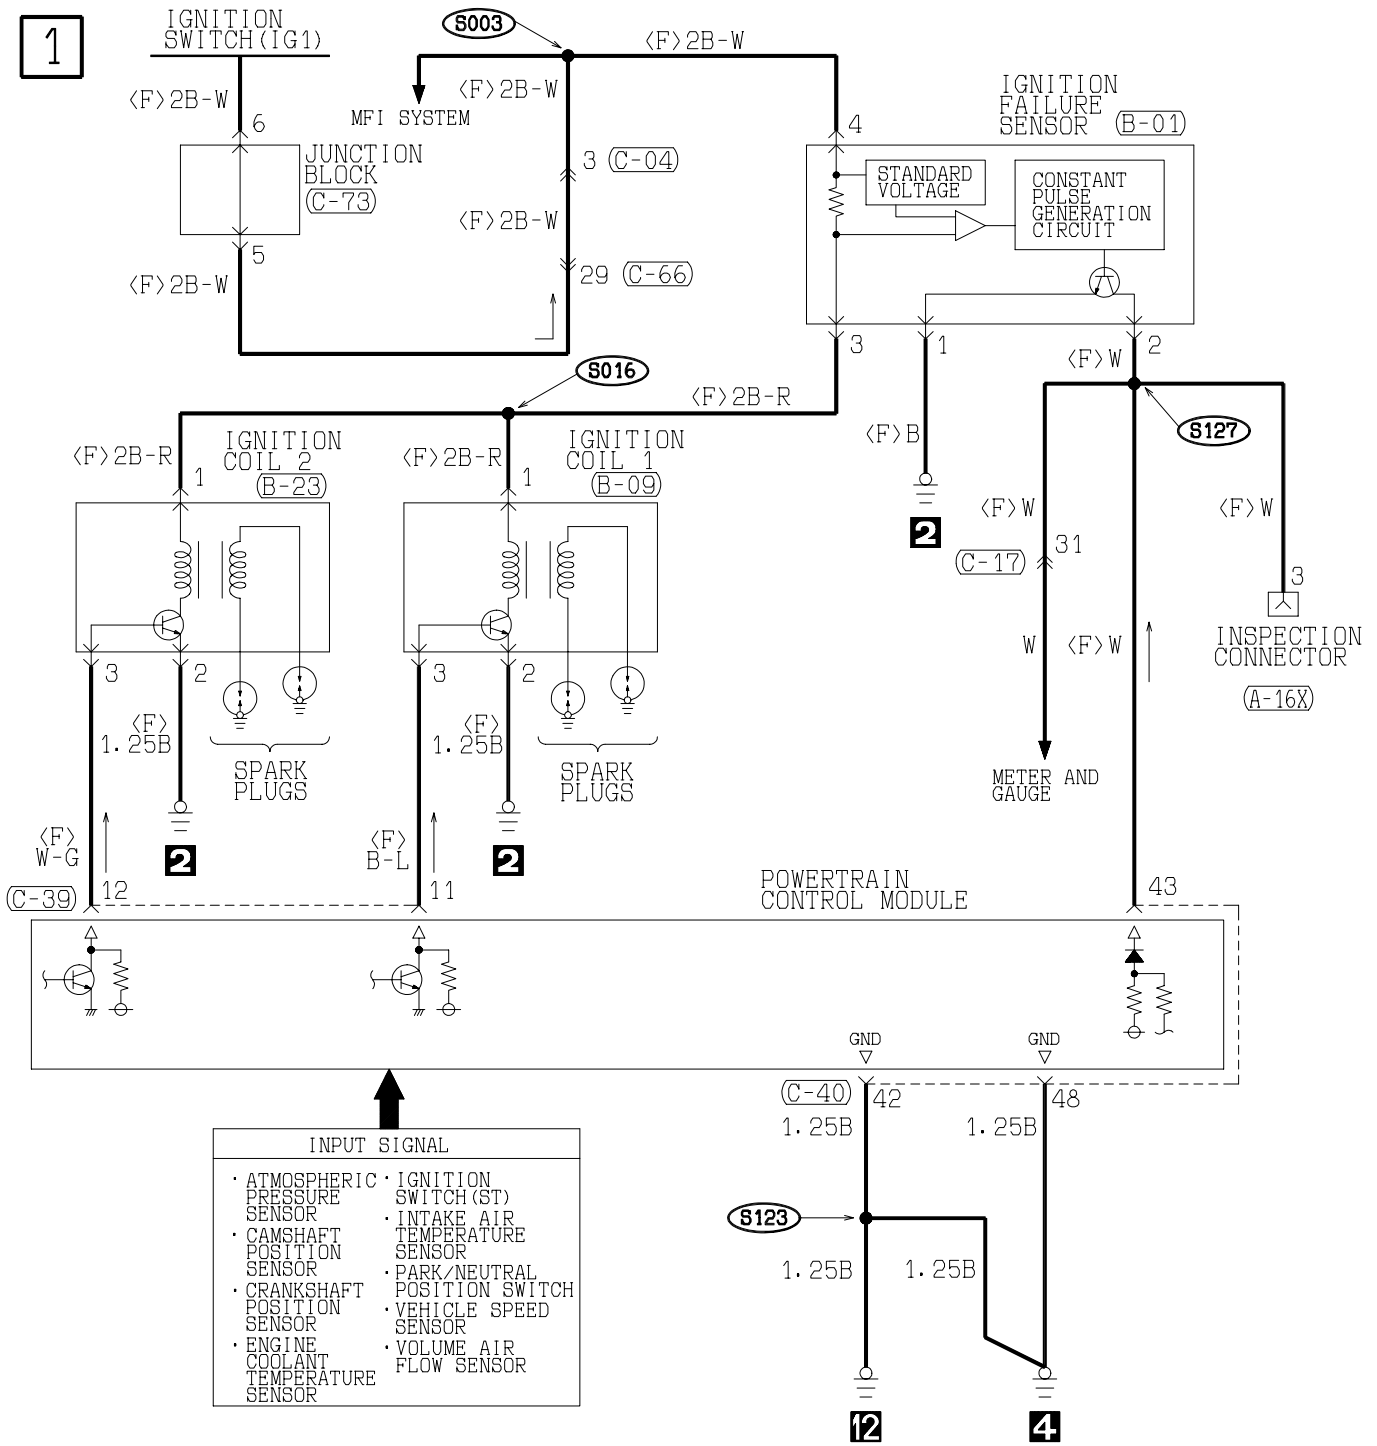 1
IGNITION
SWITCH(IG1)
<F>2B-W
6
JUNCTION
BLOCK
(C-73)
5
<F>2B-W
S003
<F>2B-W
<F>2B-W
MFI SYSTEM
3 (C-04)
<F>2B-W
29 (C-66)
4
IGNITION
FAILURE
SENSOR (B-01)
STANDARD
VOLTAGE
CONSTANT
PULSE
GENERATION
CIRCUIT
3
1
2
S016
<F>2B-R
<F>W
S127
<F>B
2
<F>2B-R
1
IGNITION
COIL 2
(B-23)
<F>2B-R
1
IGNITION
COIL 1
(B-09)
<F>W
31
(C-17)
W
<F>W
<F>W
3
INSPECTION
CONNECTOR
(A-16X)
METER AND
GAUGE
3
2
<F>
1.25B
SPARK
PLUGS
2
<F>
W-G
3
2
<F>
1.25B
SPARK
PLUGS
2
<F>
B-L
(C-39)
12
11
POWERTRAIN
CONTROL MODULE
43
GND
GND
(C-40)
42
48
1.25B
1.25B
S123
1.25B
1.25B
12
4
INPUT SIGNAL
· ATMOSPHERIC
PRESSURE
SENSOR
· CAMSHAFT
POSITION
SENSOR
· CRANKSHAFT
POSITION
SENSOR
· ENGINE
COOLANT
TEMPERATURE
SENSOR
· IGNITION
SWITCH(ST)
· INTAKE AIR
TEMPERATURE
SENSOR
· PARK/NEUTRAL
POSITION SWITCH
· VEHICLE SPEED
SENSOR
· VOLUME AIR
FLOW SENSOR